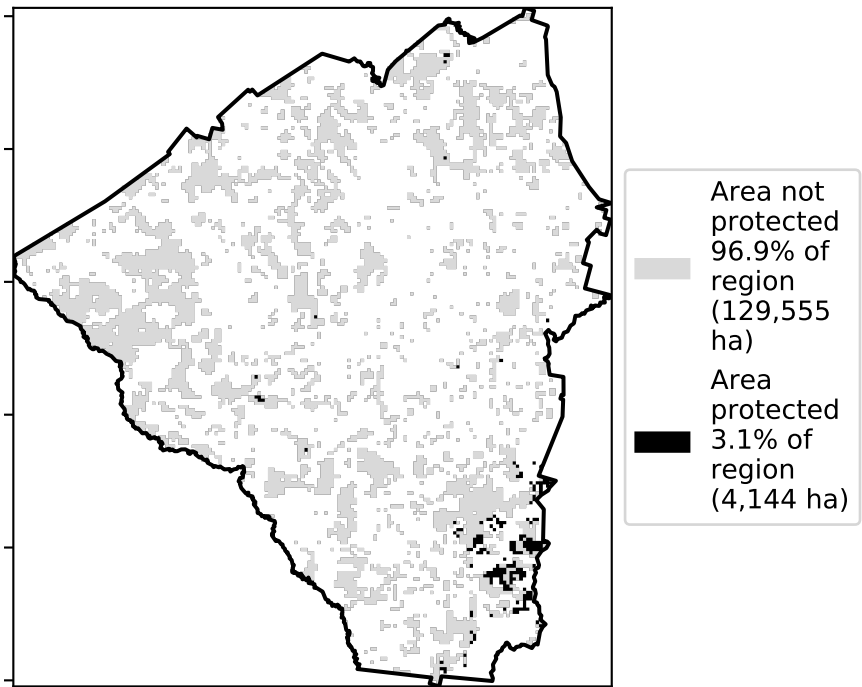 Area not
protected
96.9% of
region
(129,555
ha)
Area
protected
3.1% of
region
(4,144 ha)